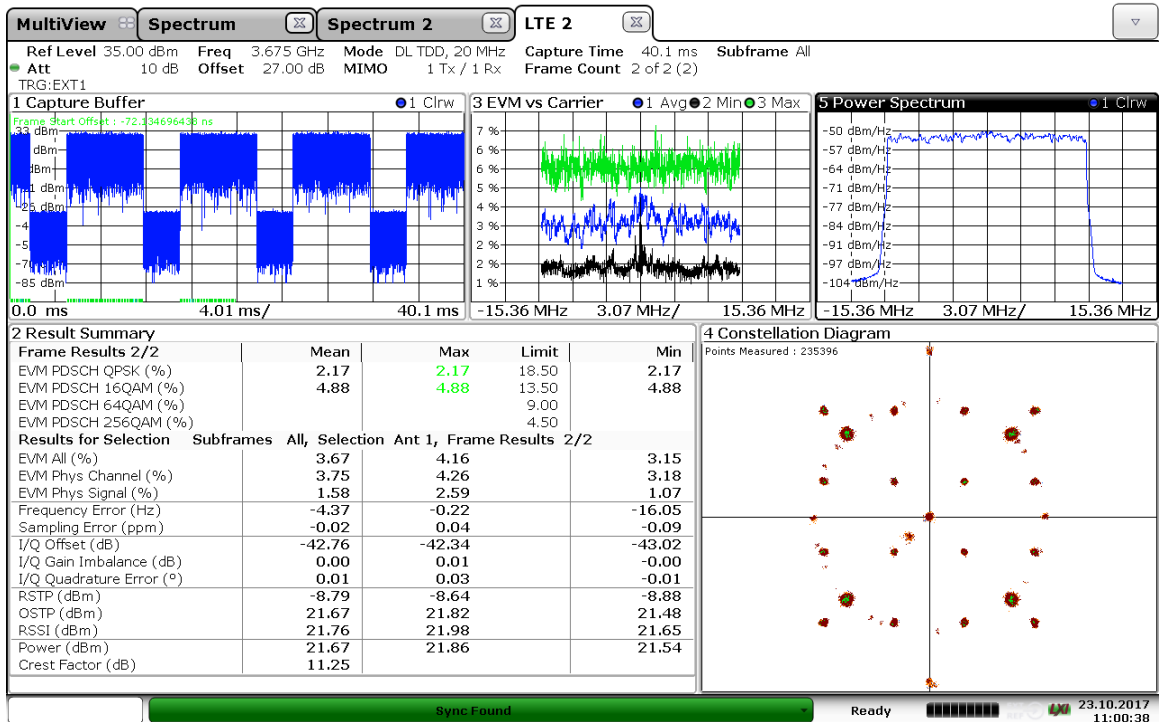 MultiView Spectrum Spectrum 2 LTE 2
Ref Level 35.00 dBm Freq 3.675 GHz Mode DL TDD, 20 MHz Capture Time 40.1 ms Subframe All
Att 10 dB Offset 27.00 dB MIMO 1 Tx / 1 Rx Frame Count 2 of 2 (2)
TRG:EXT1
1 Capture Buffer 1 Clrw
Frame Start Offset : -72.134696438 ns
33 dBm
dBm
dBm
dBm
-25 dBm
-85 dBm
0.0 ms 4.01 ms/ 40.1 ms
3 EVM vs Carrier 1 Avg 2 Min 3 Max
7 %
6 %
6 %
5 %
4 %
3 %
2 %
2 %
1 %
-15.36 MHz 3.07 MHz/ 15.36 MHz
5 Power Spectrum 1 Clrw
-50 dBm/Hz
-57 dBm/Hz
-64 dBm/Hz
-71 dBm/Hz
-77 dBm/Hz
-84 dBm/Hz
-91 dBm/Hz
-97 dBm/Hz
-104 dBm/Hz
-15.36 MHz 3.07 MHz/ 15.36 MHz
2 Result Summary
Frame Results 2/2 Mean Max Limit Min
EVM PDSCH QPSK (%) 2.17 2.17 18.50 2.17
EVM PDSCH 16QAM (%) 4.88 4.88 13.50 4.88
EVM PDSCH 64QAM (%) 9.00
EVM PDSCH 256QAM (%) 4.50
Results for Selection Subframes All, Selection Ant 1, Frame Results 2/2
EVM All (%) 3.67 4.16 3.15
EVM Phys Channel (%) 3.75 4.26 3.18
EVM Phys Signal (%) 1.58 2.59 1.07
Frequency Error (Hz) -4.37 -0.22 -16.05
Sampling Error (ppm) -0.02 0.04 -0.09
I/Q Offset (dB) -42.76 -42.34 -43.02
I/Q Gain Imbalance (dB) 0.00 0.01 -0.00
I/Q Quadrature Error (°) 0.01 0.03 -0.01
RSTP (dBm) -8.79 -8.64 -8.88
OSTP (dBm) 21.67 21.82 21.48
RSSI (dBm) 21.76 21.98 21.65
Power (dBm) 21.67 21.86 21.54
Crest Factor (dB) 11.25
4 Constellation Diagram
Points Measured : 235396
Sync Found Ready REF LXI 23.10.2017
11:00:38